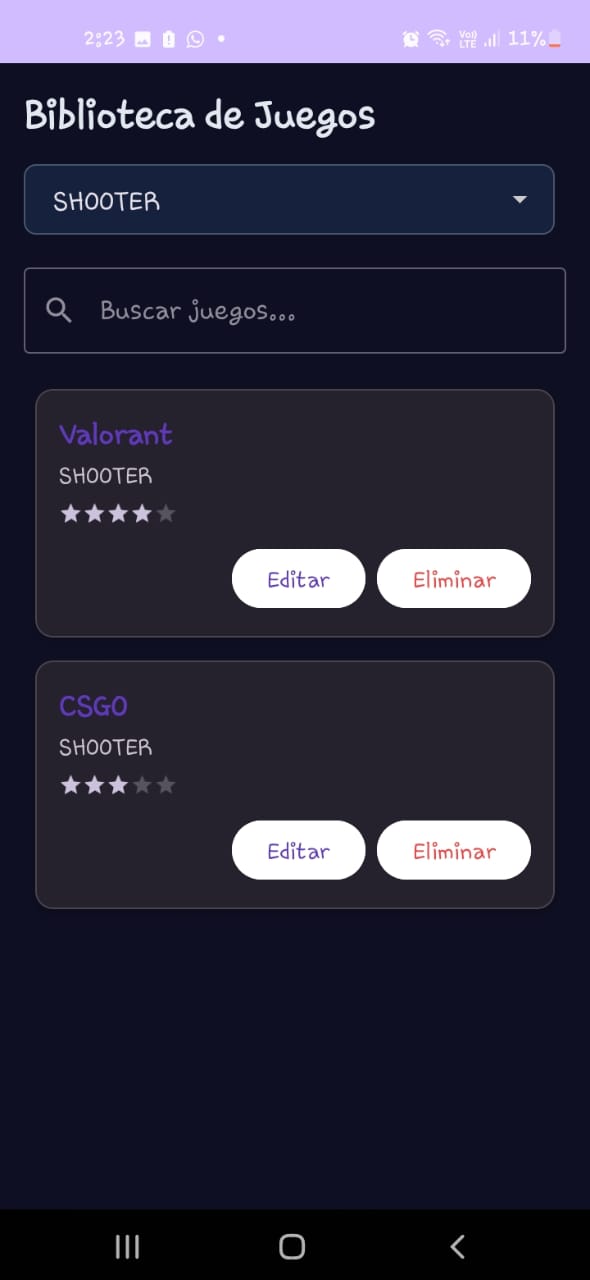 2:23 Vo)) LTE 11%
Biblioteca de Juegos
SHOOTER
Buscar juegos...
Valorant
SHOOTER
Editar Eliminar
CSGO
SHOOTER
Editar Eliminar